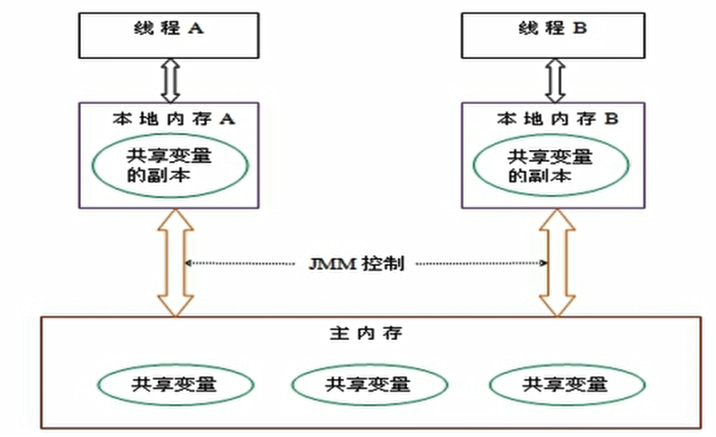 线程 A
线程 B
本地内存 A
本地内存 B
共享变量
的副本
共享变量
的副本
JMM 控制
主内存
共享变量
共享变量
共享变量